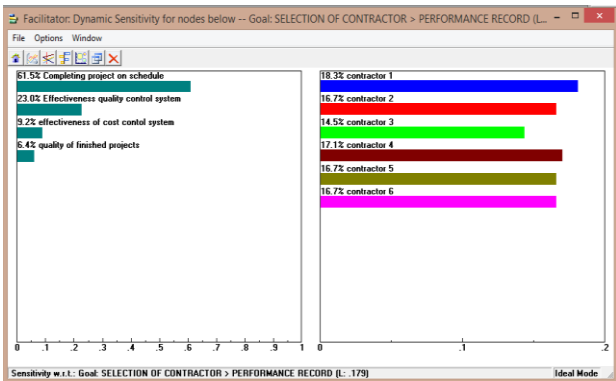 Facilitator: Dynamic Sensitivity for nodes below -- Goal: SELECTION OF CONTRACTOR > PERFORMANCE RECORD (L...
File Options Window
61.5% Completing project on schedule
23.0% Effectiveness quality control system
9.2% effectiveness of cost contol system
6.4% quality of finished projects
0 .1 .2 .3 .4 .5 .6 .7 .8 .9 1
18.3% contractor 1
16.7% contractor 2
14.5% contractor 3
17.1% contractor 4
16.7% contractor 5
16.7% contractor 6
0 .1 .2
Sensitivity w.r.t.: Goal: SELECTION OF CONTRACTOR > PERFORMANCE RECORD (L: .179)
Ideal Mode